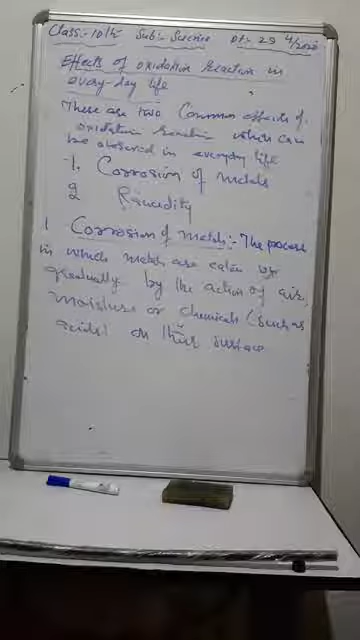 Class:- 10th Sub:- Science Dt:- 29/4/2020
Effects of oxidation reaction in
every-day life
There are two Common effects of
oxidation reaction which can
be observed in everyday life
1. Corrosion of metals
2 Rancidity
1 Corrosion of metals:- The process
in which metals are eaten up
gradually by the action of air,
moisture or chemicals (such as
acids) on their surface